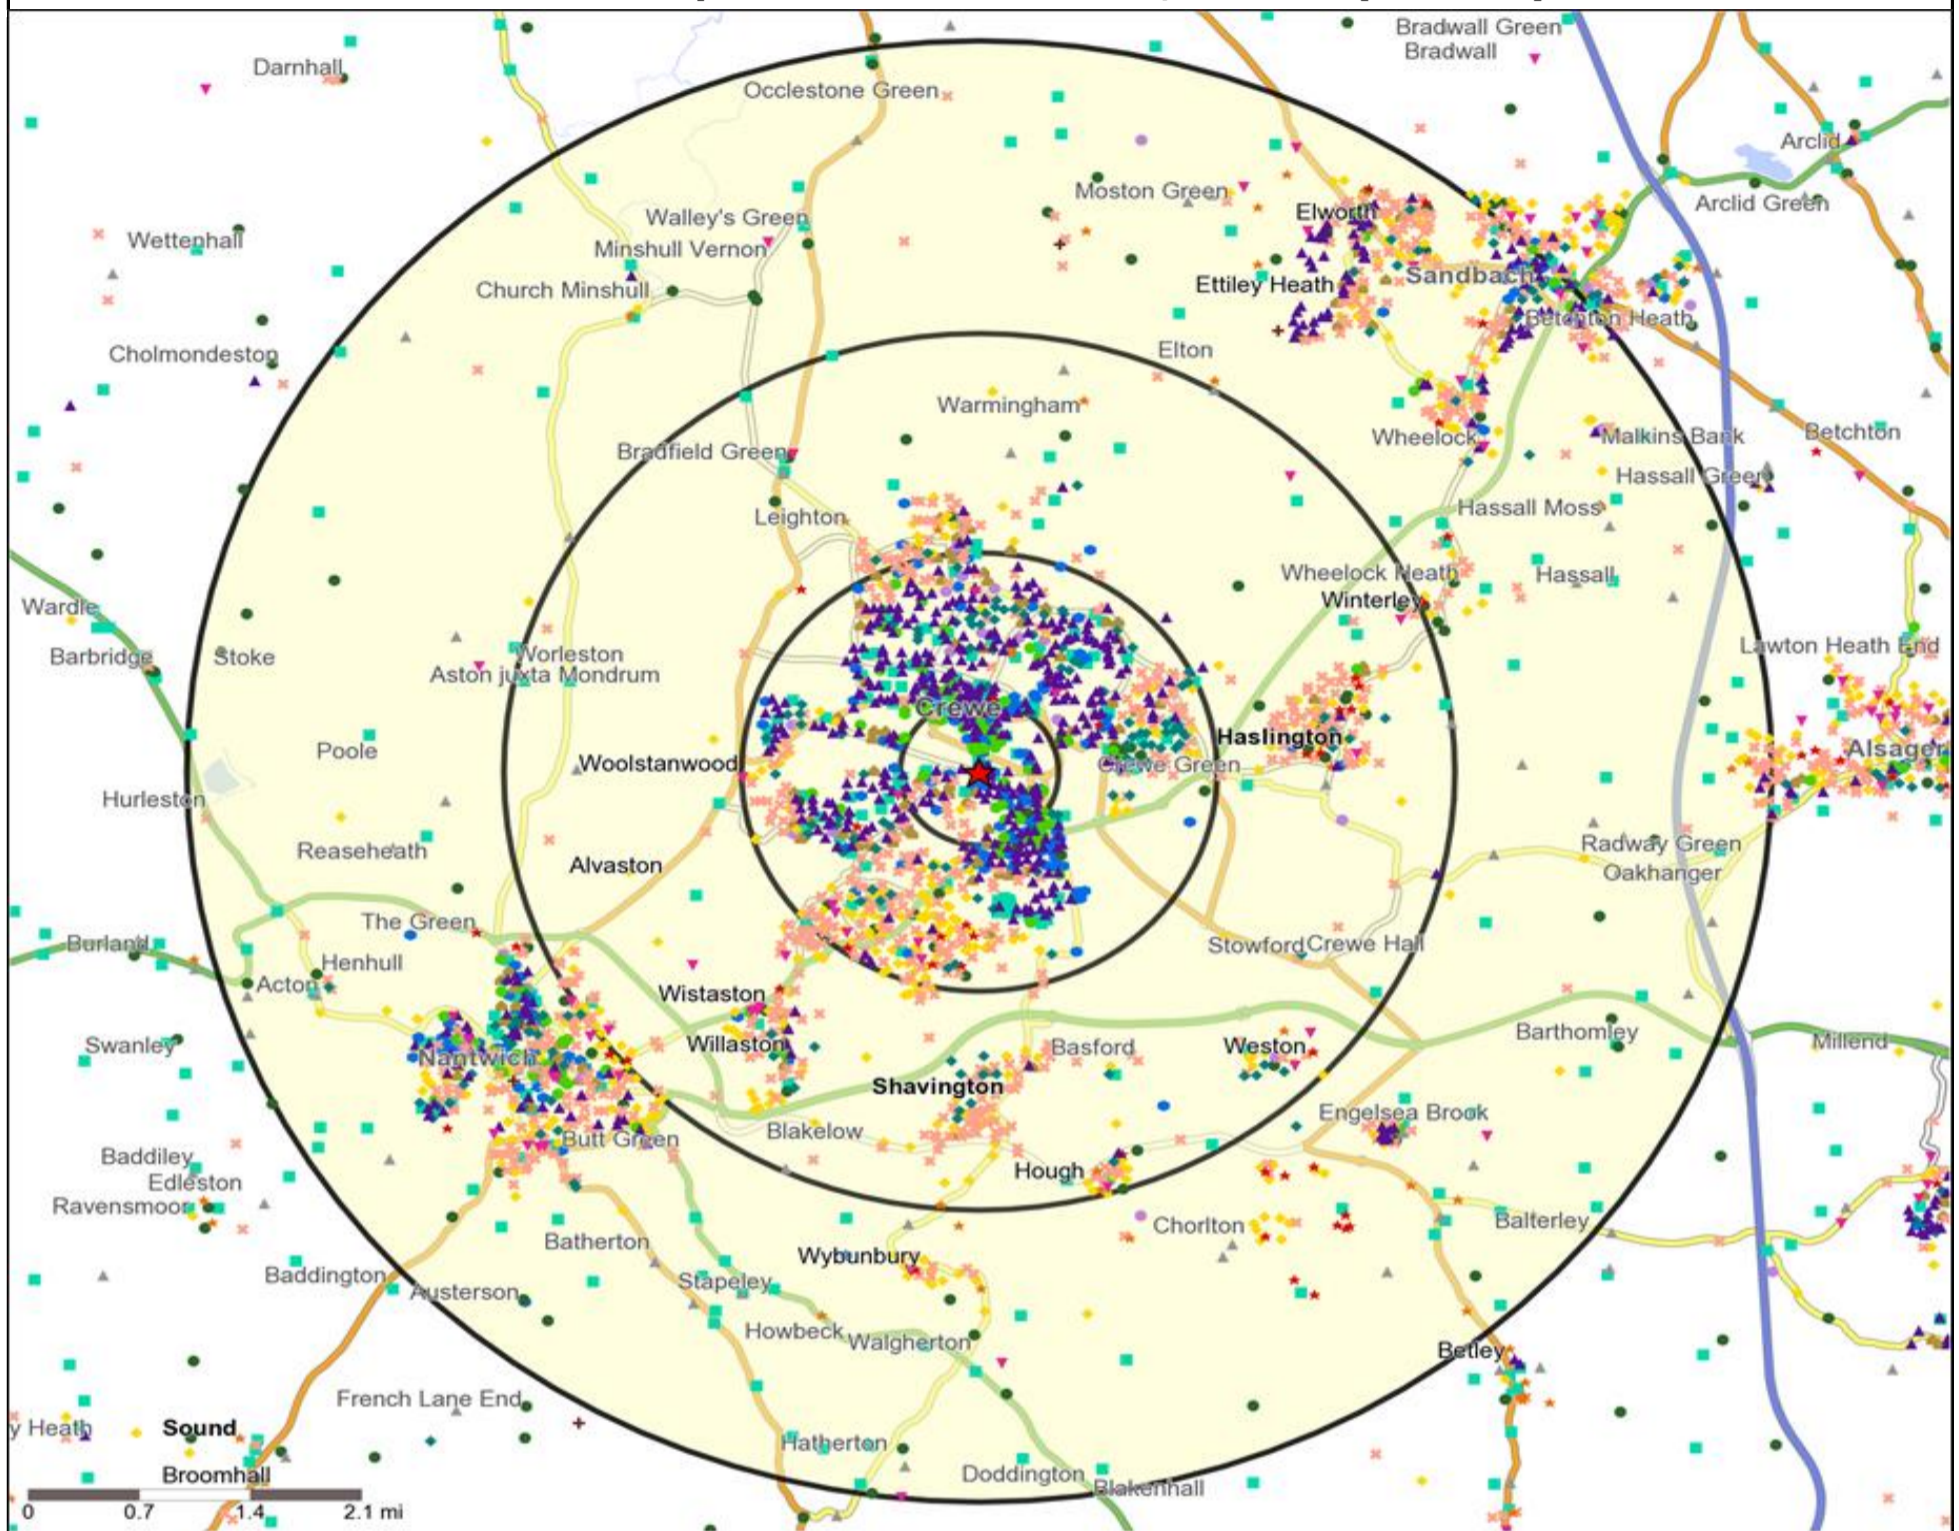 Bradwall Green
Bradwall
Darnhall
Occlestone Green
Arclid
Moston Green
Arclid Green
Elworth
Walley's Green
Wettenhall
Minshull Vernon
Sandbach
Ettiley Heath
Church Minshull
Betchton Heath
Elton
Cholmondeston
Warmingham
Betchton
Wheelock
Malkins Bank
Bradfield Green
Hassall Green
Hassall Moss
Leighton
Wheelock Heath
Hassall
Winterley
Wardle
Lawton Heath End
Barbridge
Stoke
Worleston
Aston juxta Mondrum
Crewe
Haslington
Poole
Alsager
Woolstanwood
Crewe Green
Hurleston
Radway Green
Reaseheath
Alvaston
Oakhanger
The Green
Burland
Stowford
Crewe Hall
Henhull
Acton
Wistaston
Barthomley
Swanley
Willaston
Basford
Weston
Millend
Nantwich
Shavington
Engelsea Brook
Butt Green
Blakelow
Baddiley
Hough
Edleston
Ravensmoor
Chorlton
Balterley
Batherton
Wybunbury
Baddington
Stapeley
Austerson
Howbeck
Walgherton
Betley
French Lane End
y Heath
Sound
Hatherton
Broomhall
Doddington
Blakenhall
0 0.7 1.4 2.1 mi